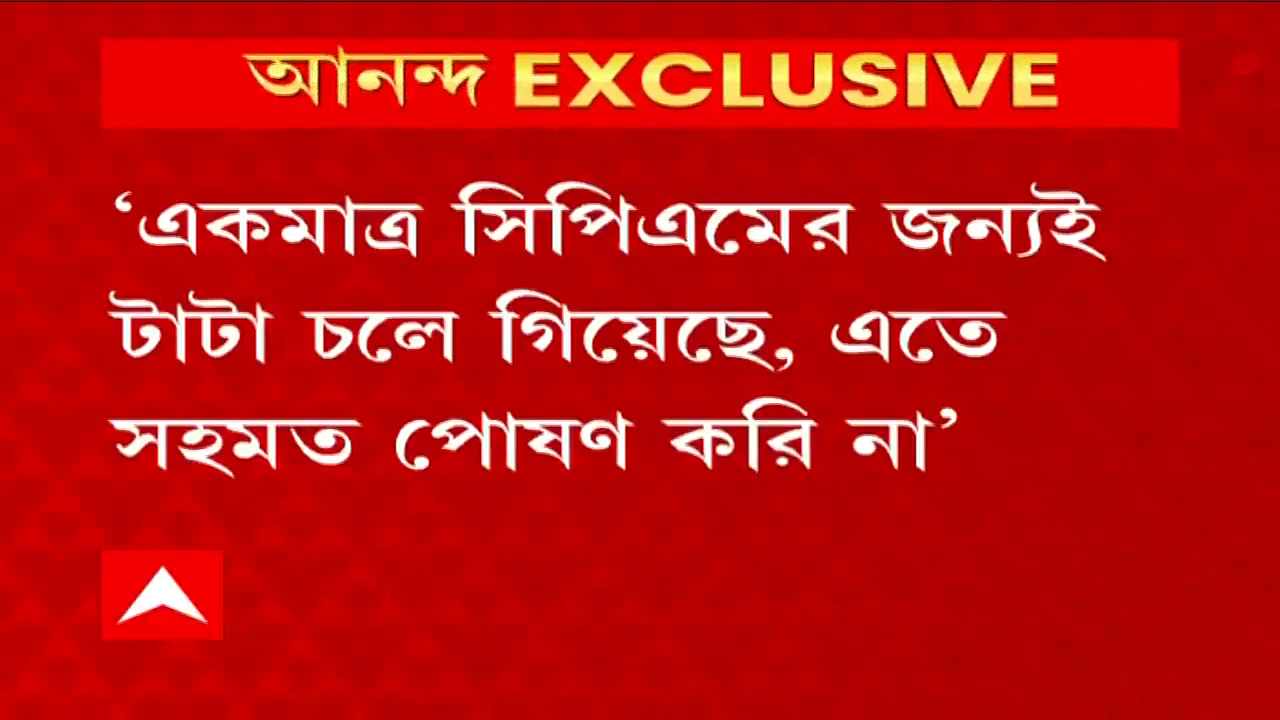 আনন্দ EXCLUSIVE
‘একমাত্র সিপিএমের জন্যই
টাটা চলে গিয়েছে, এতে
সহমত পোষণ করি না’